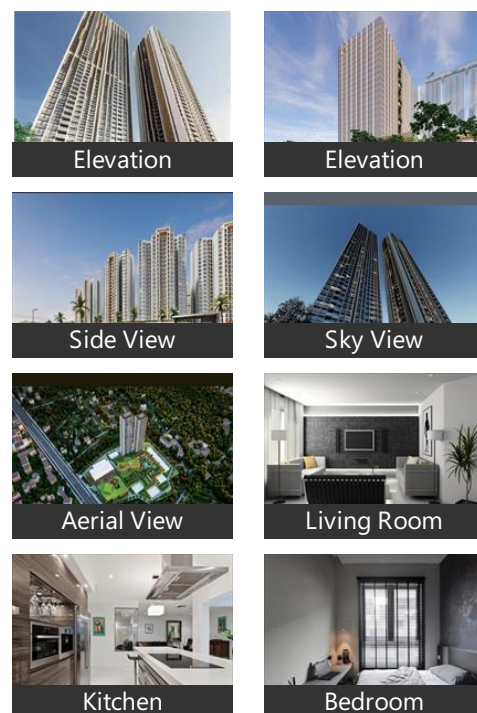 Elevation
Elevation
Side View
Sky View
Aerial View
Living Room
Kitchen
Bedroom